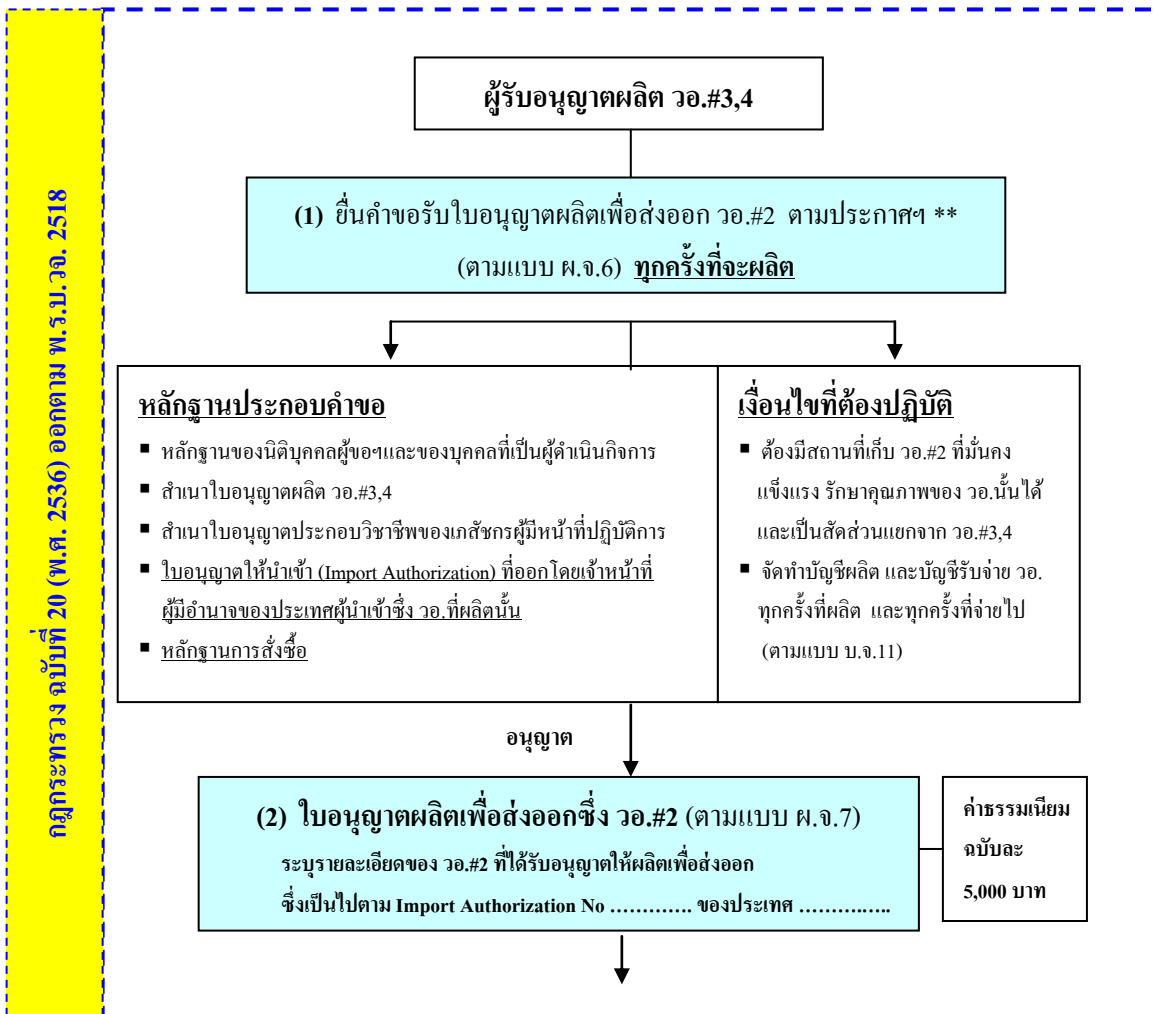 กฎกระทรวง ฉบับที่ 20 (พ.ศ. 2536) ออกตาม พ.ร.บ.วจ. 2518
ผู้รับอนุญาตผลิต วอ.#3,4
(1) ยื่นคำขอรับใบอนุญาตผลิตเพื่อส่งออก วอ.#2 ตามประกาศฯ **
(ตามแบบ ผ.จ.6) ทุกครั้งที่จะผลิต
หลักฐานประกอบคำขอ
▪ หลักฐานของนิติบุคคลผู้ขอฯและของบุคคลที่เป็นผู้ดำเนินกิจการ
▪ สำเนาใบอนุญาตผลิต วอ.#3,4
▪ สำเนาใบอนุญาตประกอบวิชาชีพของเภสัชกรผู้มีหน้าที่ปฏิบัติการ
▪ ใบอนุญาตให้นำเข้า (Import Authorization) ที่ออกโดยเจ้าหน้าที่
ผู้มีอำนาจของประเทศผู้นำเข้าซึ่ง วอ.ที่ผลิตนั้น
▪ หลักฐานการสั่งซื้อ
เงื่อนไขที่ต้องปฏิบัติ
▪ ต้องมีสถานที่เก็บ วอ.#2 ที่มั่นคง
แข็งแรง รักษาคุณภาพของ วอ.นั้นได้
และเป็นสัดส่วนแยกจาก วอ.#3,4
▪ จัดทำบัญชีผลิต และบัญชีรับจ่าย วอ.
ทุกครั้งที่ผลิต และทุกครั้งที่จ่ายไป
(ตามแบบ บ.จ.11)
อนุญาต
(2) ใบอนุญาตผลิตเพื่อส่งออกซึ่ง วอ.#2 (ตามแบบ ผ.จ.7)
ระบุรายละเอียดของ วอ.#2 ที่ได้รับอนุญาตให้ผลิตเพื่อส่งออก
ซึ่งเป็นไปตาม Import Authorization No …………. ของประเทศ …………….
ค่าธรรมเนียม
ฉบับละ
5,000 บาท